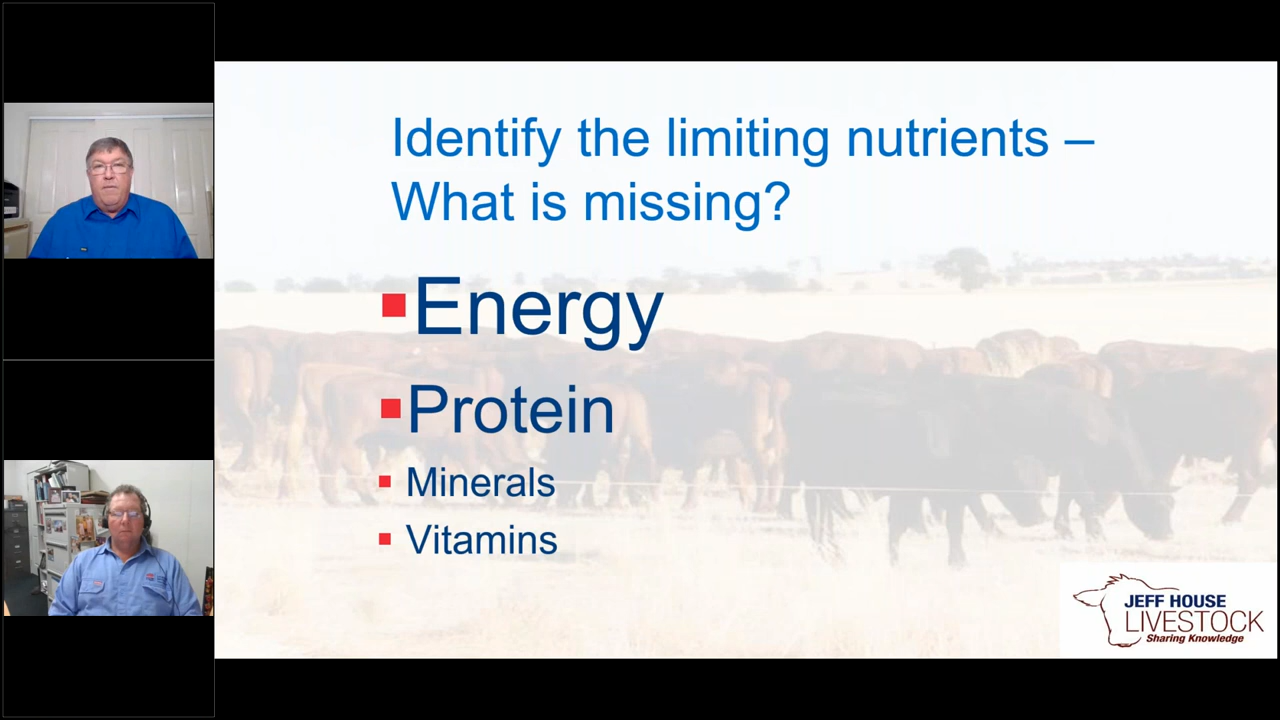 Identify the limiting nutrients –
What is missing?
Energy
Protein
Minerals
Vitamins
JEFF HOUSE
LIVESTOCK
Sharing Knowledge